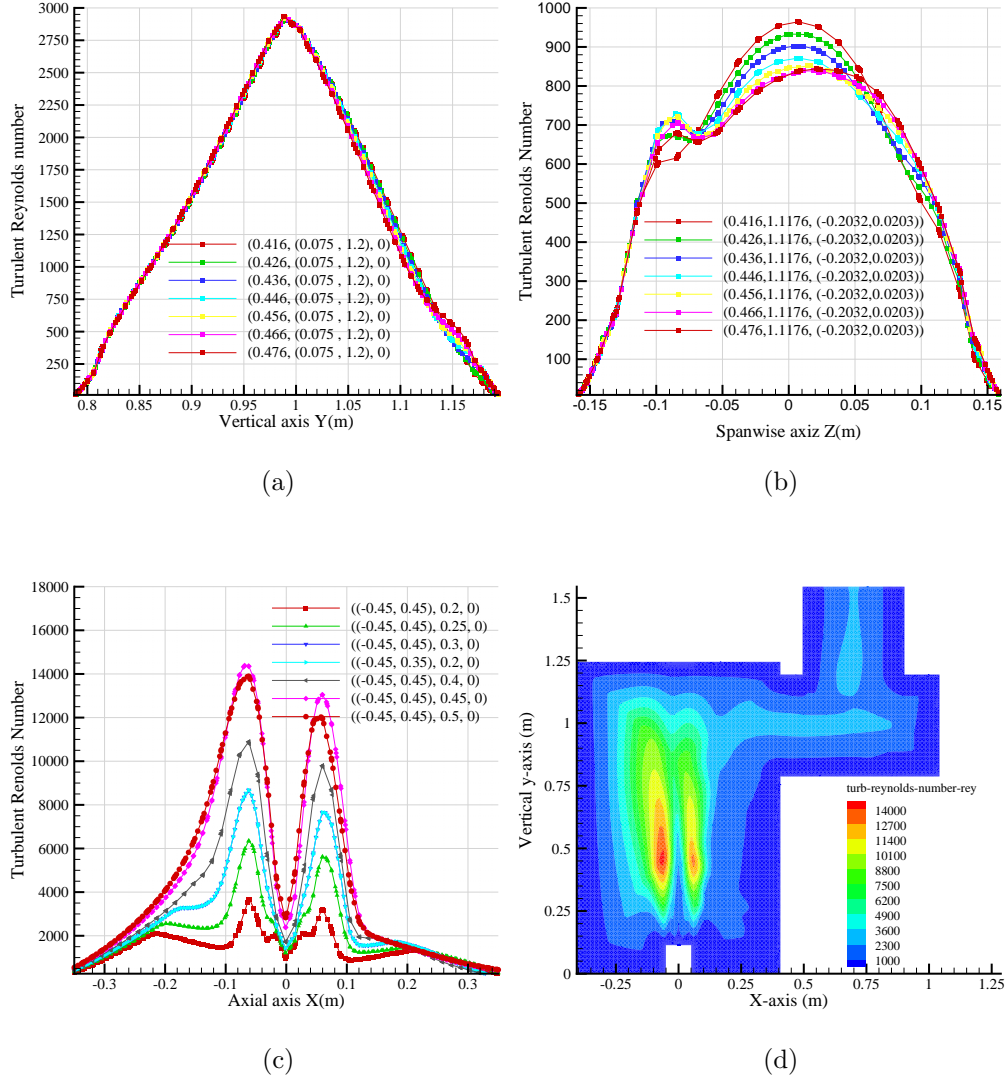 3000
2750
2500
2250
2000
1750
1500
1250
1000
750
500
250
Turulent Reynolds number
(0.416, (0.075 , 1.2), 0)
(0.426, (0.075 , 1.2), 0)
(0.436, (0.075 , 1.2), 0)
(0.446, (0.075 , 1.2), 0)
(0.456, (0.075 , 1.2), 0)
(0.466, (0.075 , 1.2), 0)
(0.476, (0.075 , 1.2), 0)
0.8 0.85 0.9 0.95 1 1.05 1.1 1.15
Vertical axis Y(m)
(a)
1000
900
800
700
600
500
400
300
200
100
Turbulent Renolds Number
(0.416,1.1176, (-0.2032,0.0203))
(0.426,1.1176, (-0.2032,0.0203))
(0.436,1.1176, (-0.2032,0.0203))
(0.446,1.1176, (-0.2032,0.0203))
(0.456,1.1176, (-0.2032,0.0203))
(0.466,1.1176, (-0.2032,0.0203))
(0.476,1.1176, (-0.2032,0.0203))
-0.15 -0.1 -0.05 0 0.05 0.1 0.15
Spanwise axiz Z(m)
(b)
18000
16000
14000
12000
10000
8000
6000
4000
2000
Turbulent Renolds Number
((-0.45, 0.45), 0.2, 0)
((-0.45, 0.45), 0.25, 0)
((-0.45, 0.45), 0.3, 0)
((-0.45, 0.35), 0.2, 0)
((-0.45, 0.45), 0.4, 0)
((-0.45, 0.45), 0.45, 0)
((-0.45, 0.45), 0.5, 0)
-0.3 -0.2 -0.1 0 0.1 0.2 0.3
Axial axis X(m)
(c)
1.5
1.25
1
0.75
0.5
0.25
0
Vertical y-axis (m)
turb-reynolds-number-rey
14000
12700
11400
10100
8800
7500
6200
4900
3600
2300
1000
-0.25 0 0.25 0.5 0.75 1 1.25
X-axis (m)
(d)